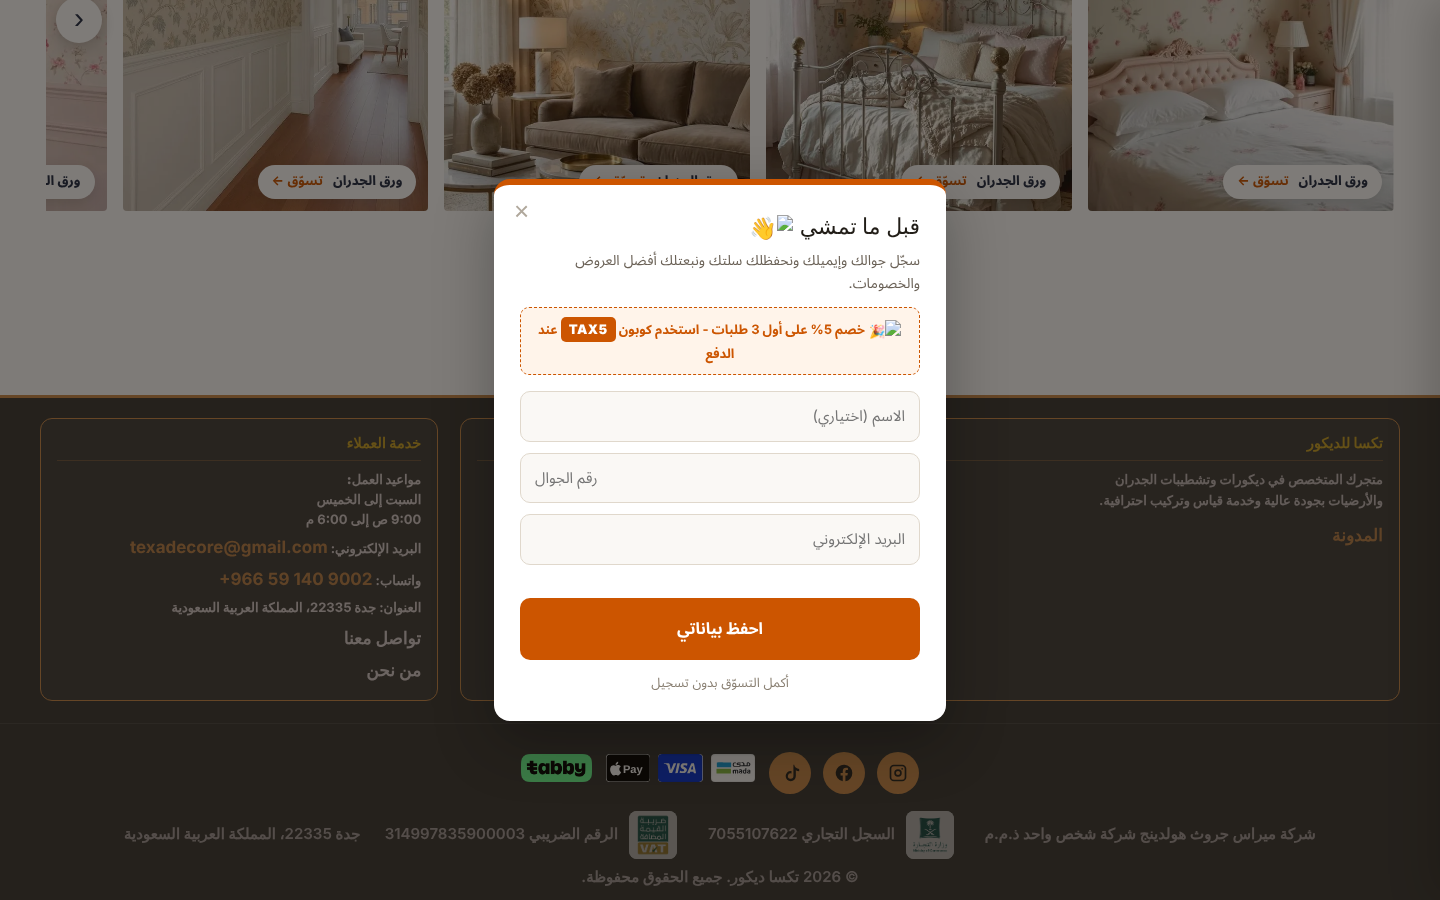 ورق الجدران تسوّق ←
ورق الجدران تسوّق ←
ورق الجدران تسوّق ←
ورق ال
قبل ما تمشي 👋
سجّل جوالك وإيميلك ونحفظلك سلتك ونبعتلك أفضل العروض
والخصومات.
🎉 خصم 5% على أول 3 طلبات - استخدم كوبون TAX5 عند
الدفع
الاسم (اختياري)
رقم الجوال
البريد الإلكتروني
احفظ بياناتي
أكمل التسوّق بدون تسجيل
تكسا للديكور
متجرك المتخصص في ديكورات وتشطيبات الجدران
والأرضيات بجودة عالية وخدمة قياس وتركيب احترافية.
المدونة
خدمة العملاء
مواعيد العمل:
السبت إلى الخميس
9:00 ص إلى 6:00 م
البريد الإلكتروني: texadecore@gmail.com
واتساب: +966 59 140 9002
العنوان: جدة 22335، المملكة العربية السعودية
تواصل معنا
من نحن
مدى mada VISA Pay tabby
شركة ميراس جروث هولدينج شركة شخص واحد ذ.م.م
السجل التجاري 7055107622
الرقم الضريبي 314997835900003
جدة 22335، المملكة العربية السعودية
© 2026 تكسا ديكور. جميع الحقوق محفوظة.